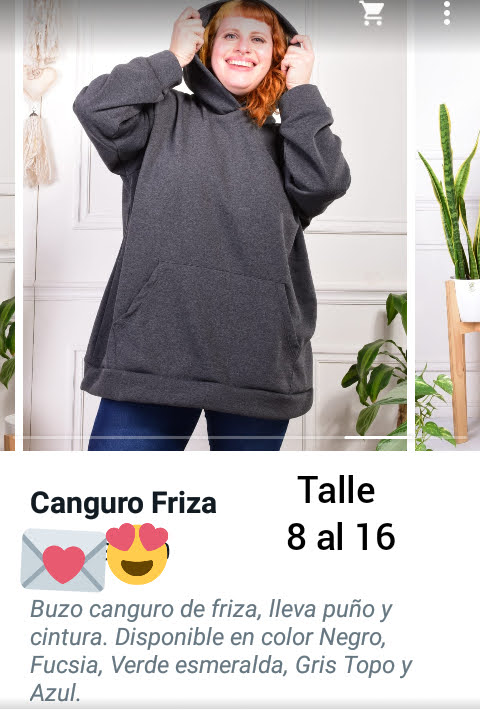 Canguro Friza
Talle
8 al 16
Buzo canguro de friza, lleva puño y
cintura. Disponible en color Negro,
Fucsia, Verde esmeralda, Gris Topo y
Azul.